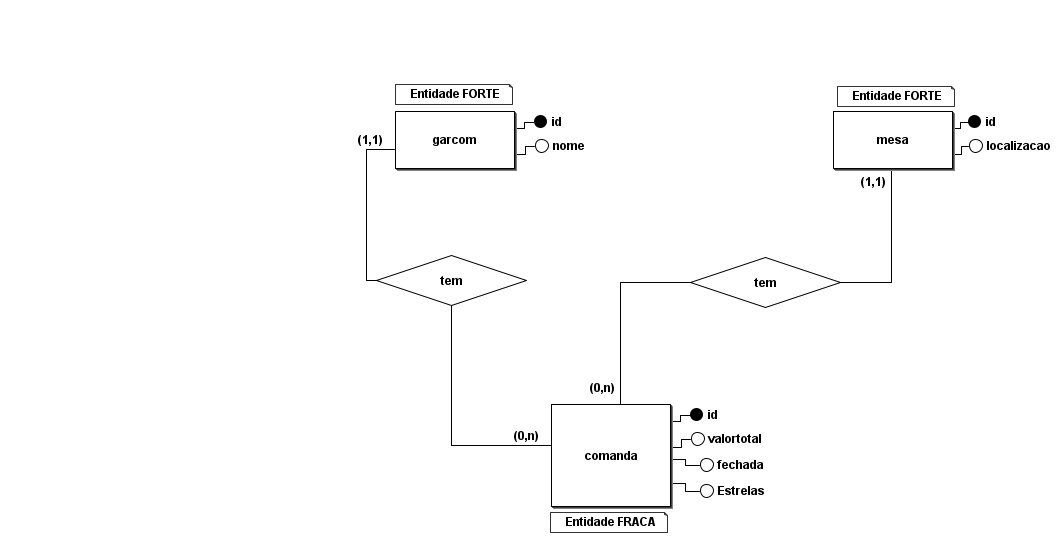 Entidade FORTE
garcom
id
nome
(1,1)
Entidade FORTE
mesa
id
localizacao
(1,1)
tem
tem
(0,n)
(0,n)
comanda
id
valortotal
fechada
Estrelas
Entidade FRACA